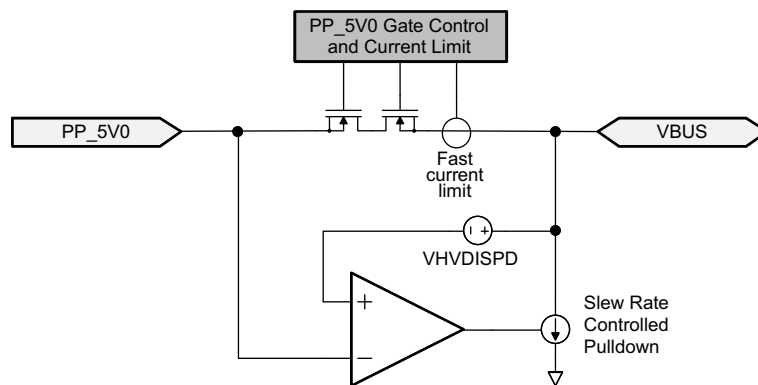 PP_5V0 Gate Control
and Current Limit
PP_5V0
VBUS
Fast
current
limit
VHVDISPD
Slew Rate
Controlled
Pulldown